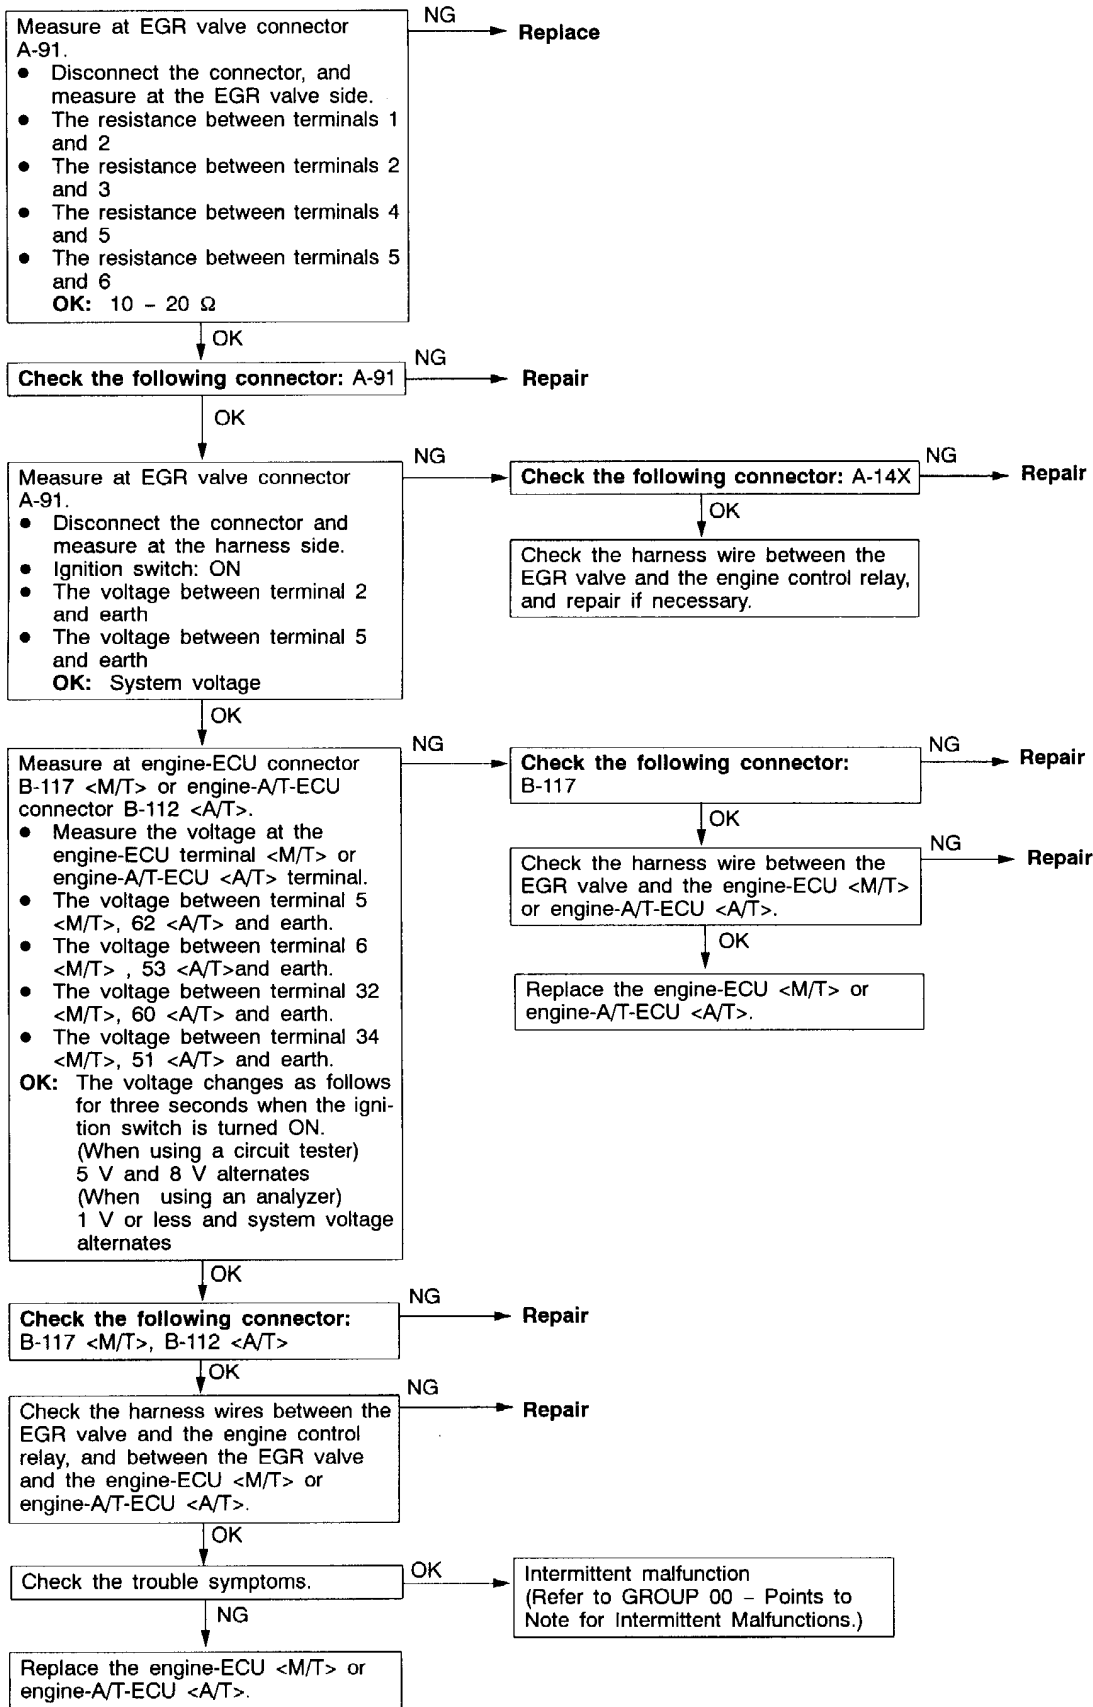 Measure at EGR valve connector
A-91.
● Disconnect the connector, and
measure at the EGR valve side.
● The resistance between terminals 1
and 2
● The resistance between terminals 2
and 3
● The resistance between terminals 4
and 5
● The resistance between terminals 5
and 6
OK: 10 – 20 Ω
NG
Replace
OK
Check the following connector: A-91
NG
Repair
OK
Measure at EGR valve connector
A-91.
● Disconnect the connector and
measure at the harness side.
● Ignition switch: ON
● The voltage between terminal 2
and earth
● The voltage between terminal 5
and earth
OK: System voltage
NG
Check the following connector: A-14X
NG
Repair
OK
Check the harness wire between the
EGR valve and the engine control relay,
and repair if necessary.
OK
Measure at engine-ECU connector
B-117 <M/T> or engine-A/T-ECU
connector B-112 <A/T>.
● Measure the voltage at the
engine-ECU terminal <M/T> or
engine-A/T-ECU <A/T> terminal.
● The voltage between terminal 5
<M/T>, 62 <A/T> and earth.
● The voltage between terminal 6
<M/T> , 53 <A/T>and earth.
● The voltage between terminal 32
<M/T>, 60 <A/T> and earth.
● The voltage between terminal 34
<M/T>, 51 <A/T> and earth.
OK: The voltage changes as follows
for three seconds when the igni-
tion switch is turned ON.
(When using a circuit tester)
5 V and 8 V alternates
(When using an analyzer)
1 V or less and system voltage
alternates
NG
Check the following connector:
B-117
NG
Repair
OK
Check the harness wire between the
EGR valve and the engine-ECU <M/T>
or engine-A/T-ECU <A/T>.
NG
Repair
OK
Replace the engine-ECU <M/T> or
engine-A/T-ECU <A/T>.
OK
Check the following connector:
B-117 <M/T>, B-112 <A/T>
NG
Repair
OK
Check the harness wires between the
EGR valve and the engine control
relay, and between the EGR valve
and the engine-ECU <M/T> or
engine-A/T-ECU <A/T>.
NG
Repair
OK
Check the trouble symptoms.
OK
Intermittent malfunction
(Refer to GROUP 00 – Points to
Note for Intermittent Malfunctions.)
NG
Replace the engine-ECU <M/T> or
engine-A/T-ECU <A/T>.